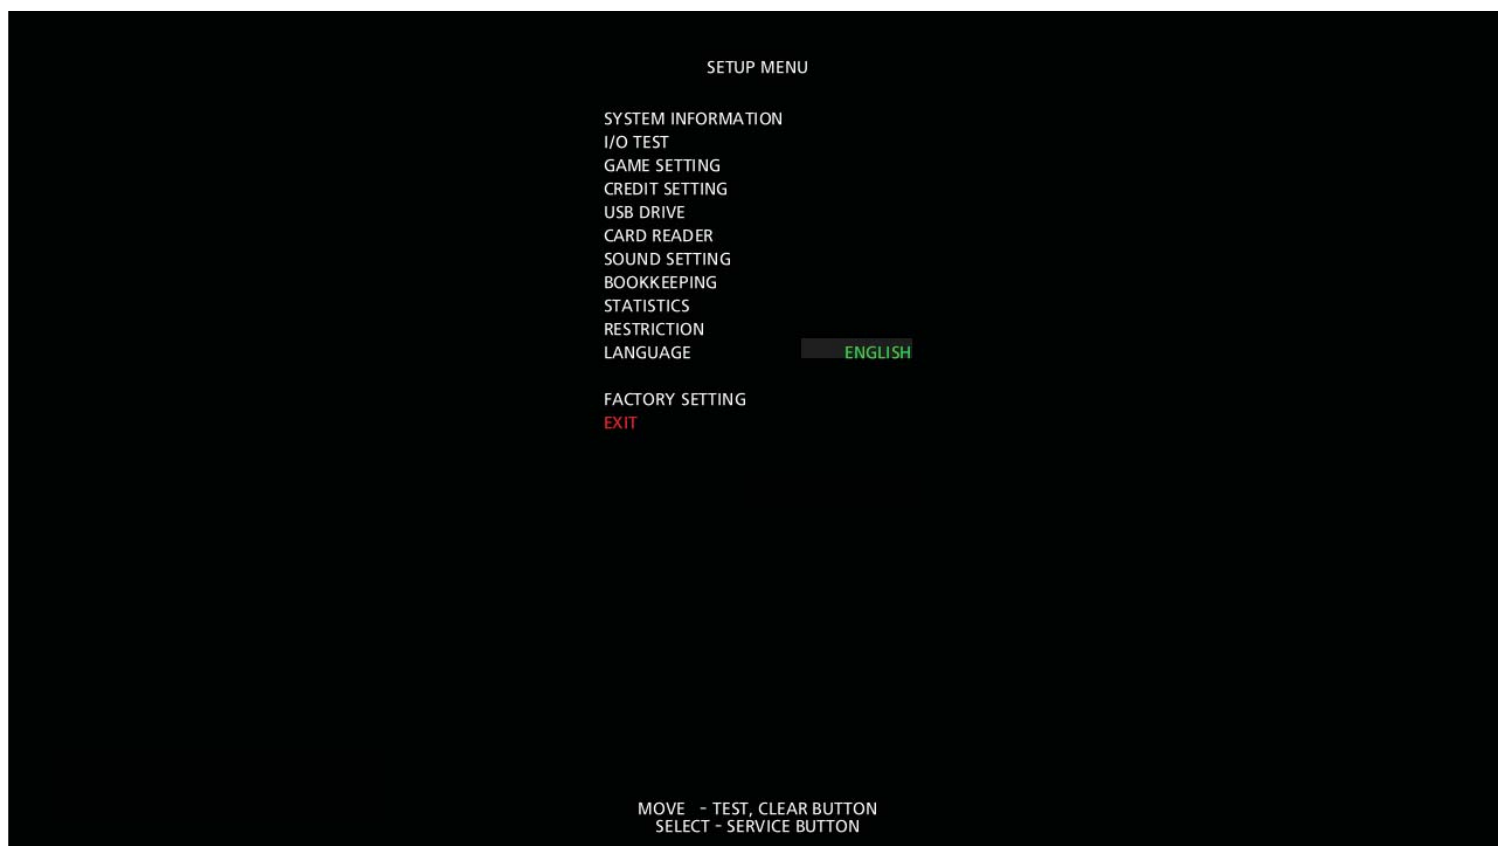 SETUP MENU
SYSTEM INFORMATION
I/O TEST
GAME SETTING
CREDIT SETTING
USB DRIVE
CARD READER
SOUND SETTING
BOOKKEEPING
STATISTICS
RESTRICTION
LANGUAGE ENGLISH
FACTORY SETTING
EXIT
MOVE - TEST, CLEAR BUTTON
SELECT - SERVICE BUTTON